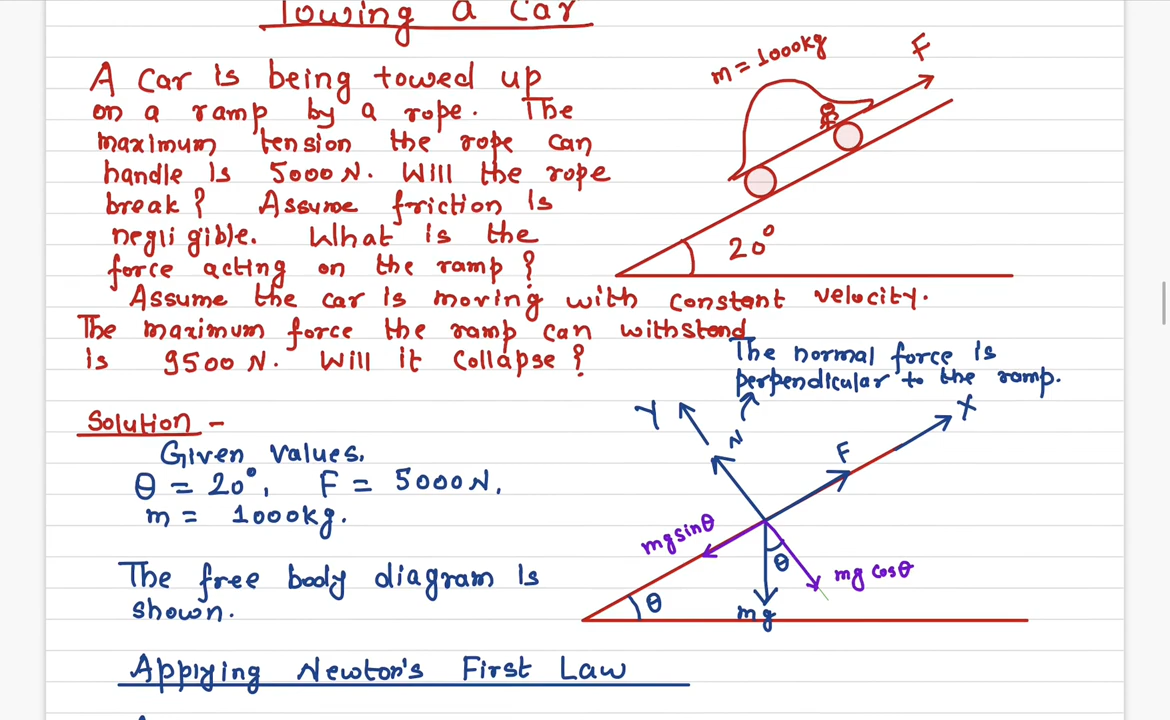 Towing a Car
A car is being towed up
on a ramp by a rope. The
maximum tension the rope can
handle is 5000 N. Will the rope
break? Assume friction is
negligible. What is the
force acting on the ramp?
Assume the car is moving with constant velocity.
The maximum force the ramp can withstand
is 9500 N. Will it collapse?
m = 1000kg
F
20°
The normal force is
perpendicular to the ramp.
Solution -
Given values.
θ = 20°, F = 5000 N,
m = 1000kg.
The free body diagram is
shown.
Y
N
X
F
mg sinθ
θ
mg cosθ
θ
mg
Applying Newton's First Law